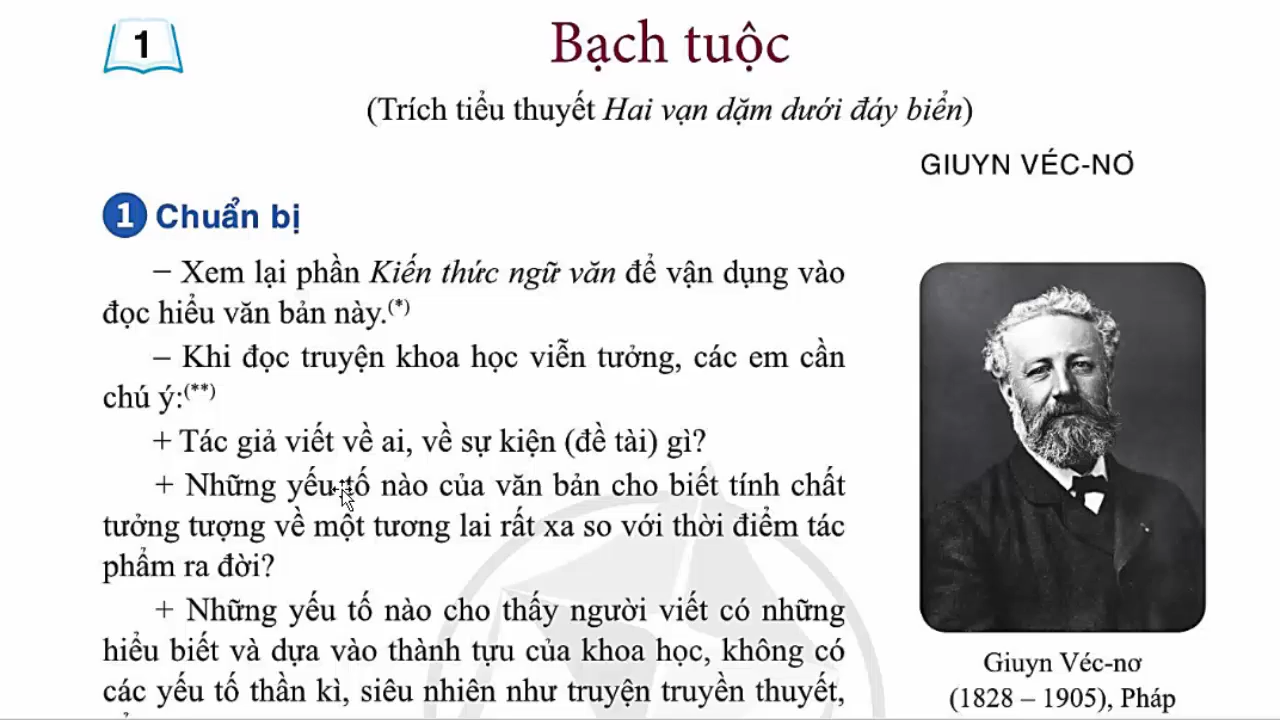 1
Bạch tuộc
(Trích tiểu thuyết Hai vạn dặm dưới đáy biển)
GIUYN VÉC-NƠ
1 Chuẩn bị
– Xem lại phần Kiến thức ngữ văn để vận dụng vào
đọc hiểu văn bản này.(*)
– Khi đọc truyện khoa học viễn tưởng, các em cần
chú ý:(**)
+ Tác giả viết về ai, về sự kiện (đề tài) gì?
+ Những yếu tố nào của văn bản cho biết tính chất
tưởng tượng về một tương lai rất xa so với thời điểm tác
phẩm ra đời?
+ Những yếu tố nào cho thấy người viết có những
hiểu biết và dựa vào thành tựu của khoa học, không có
các yếu tố thần kì, siêu nhiên như truyện truyền thuyết,
Giuyn Véc-nơ
(1828 – 1905), Pháp